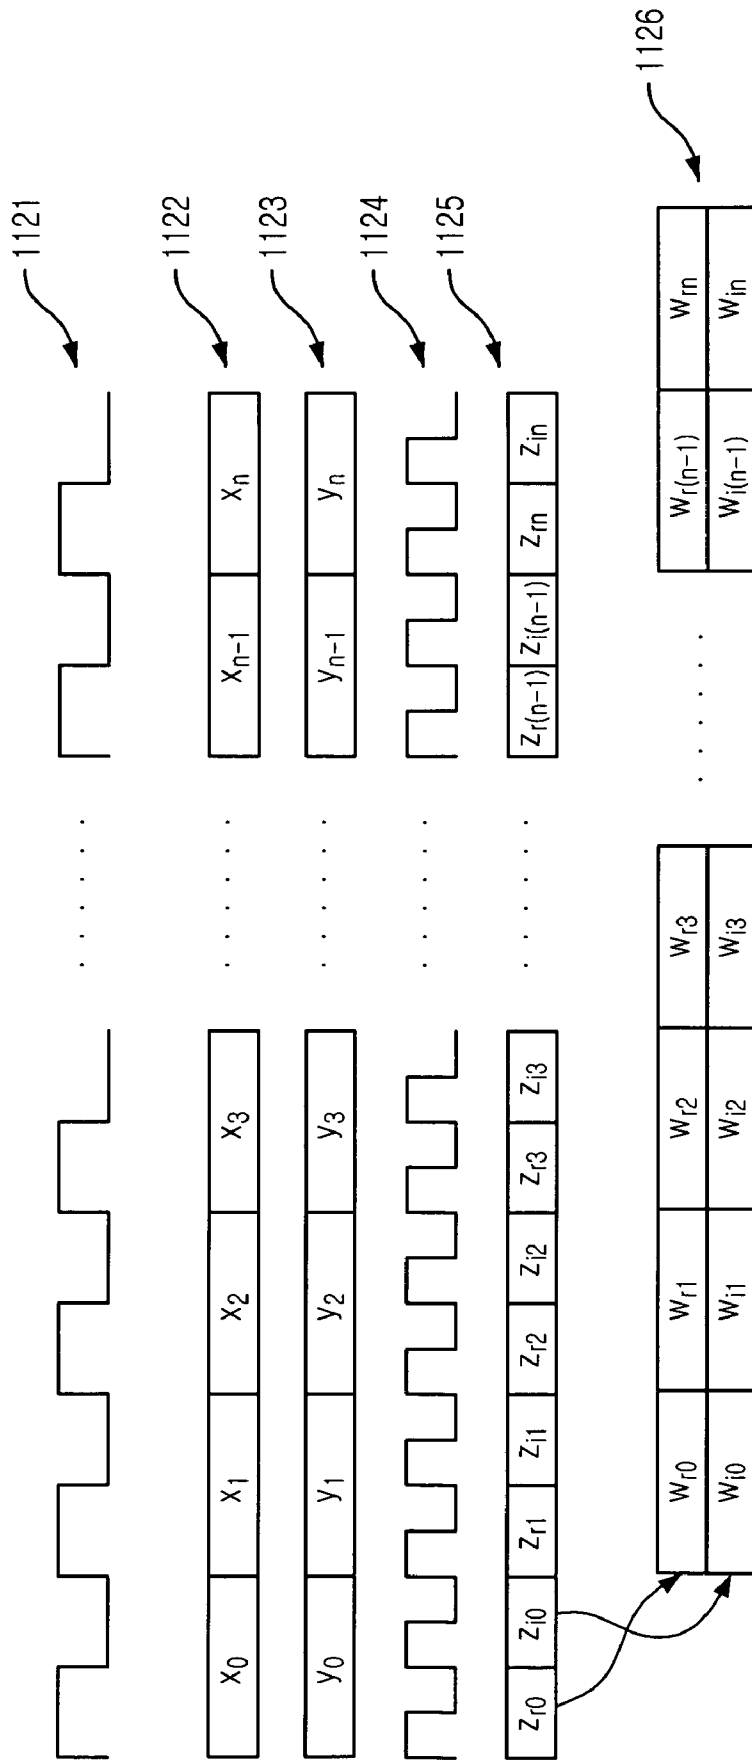 1121
x0 x1 x2 x3 . . . . . . xn-1 xn 1122
y0 y1 y2 y3 . . . . . . yn-1 yn 1123
1124
zr0 zi0 zr1 zi1 zr2 zi2 zr3 zi3 . . . . . . zr(n-1) zi(n-1) zrn zin 1125
wr0 wr1 wr2 wr3 . . . . . . wr(n-1) wrn 1126
wi0 wi1 wi2 wi3 wi(n-1) win